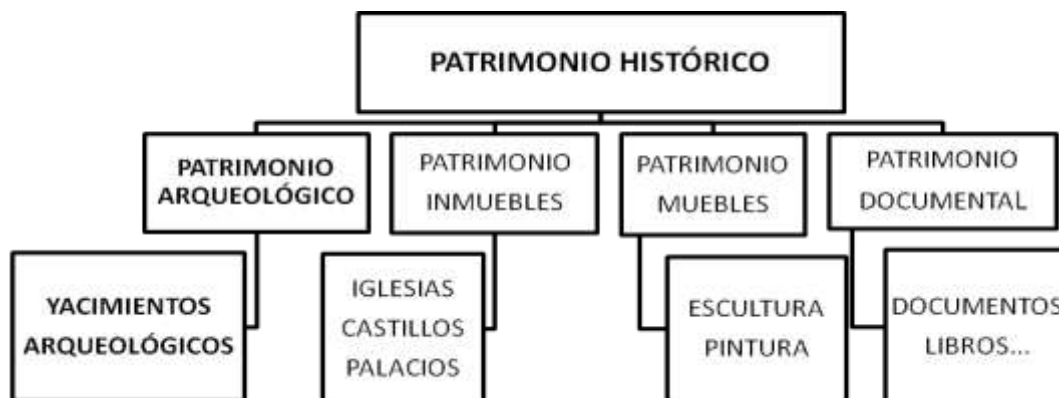 PATRIMONIO HISTÓRICO
PATRIMONIO
ARQUEOLÓGICO
PATRIMONIO
INMUEBLES
PATRIMONIO
MUEBLES
PATRIMONIO
DOCUMENTAL
YACIMIENTOS
ARQUEOLÓGICOS
IGLESIAS
CASTILLOS
PALACIOS
ESCULTURA
PINTURA
DOCUMENTOS
LIBROS...